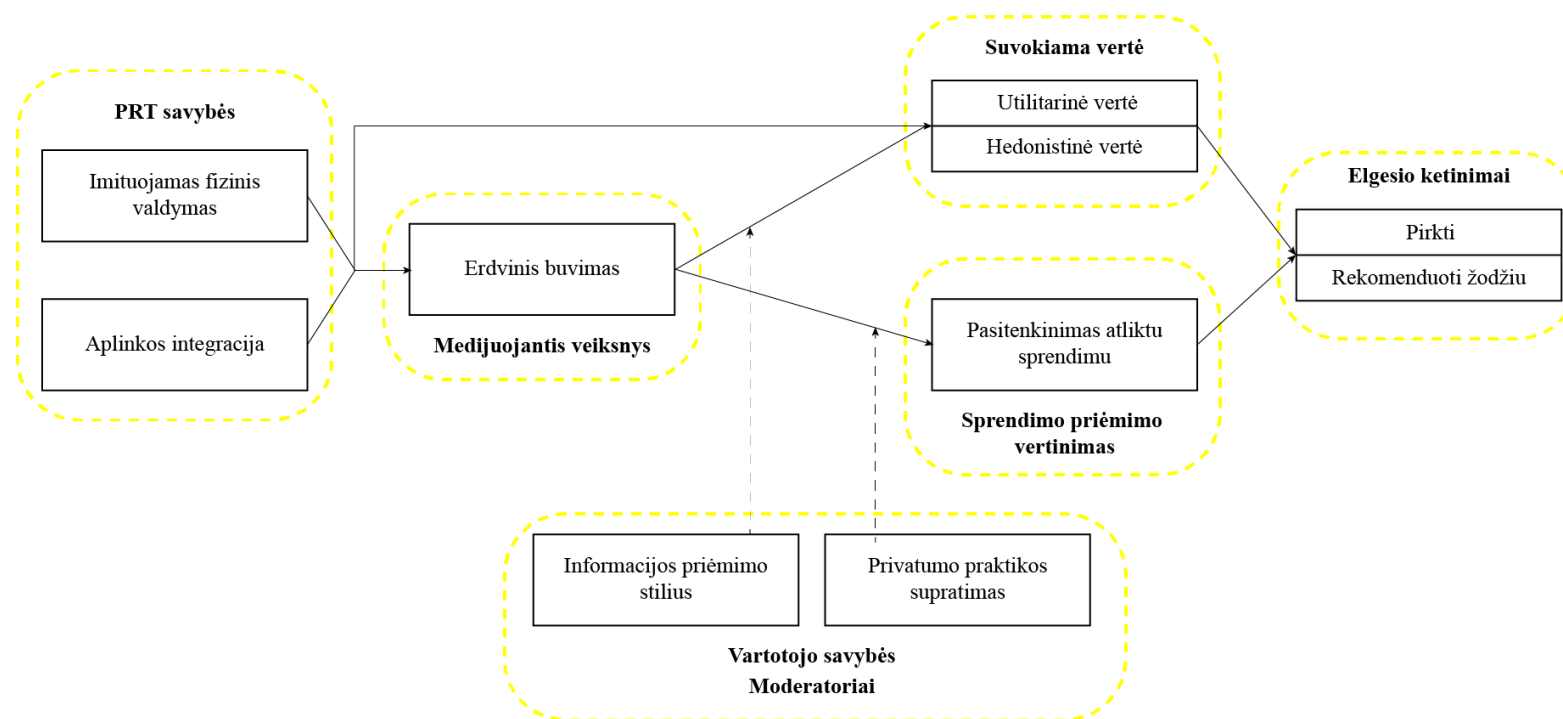 PRT savybės
Imituojamas fizinis
valdymas
Aplinkos integracija
Erdvinis buvimas
Medijuojantis veiksnys
Suvokiama vertė
Utilitarinė vertė
Hedonistinė vertė
Pasitenkinimas atliktu
sprendimu
Sprendimo priėmimo
vertinimas
Elgesio ketinimai
Pirkti
Rekomenduoti žodžiu
Informacijos priėmimo
stilius
Privatumo praktikos
supratimas
Vartotojo savybės
Moderatoriai